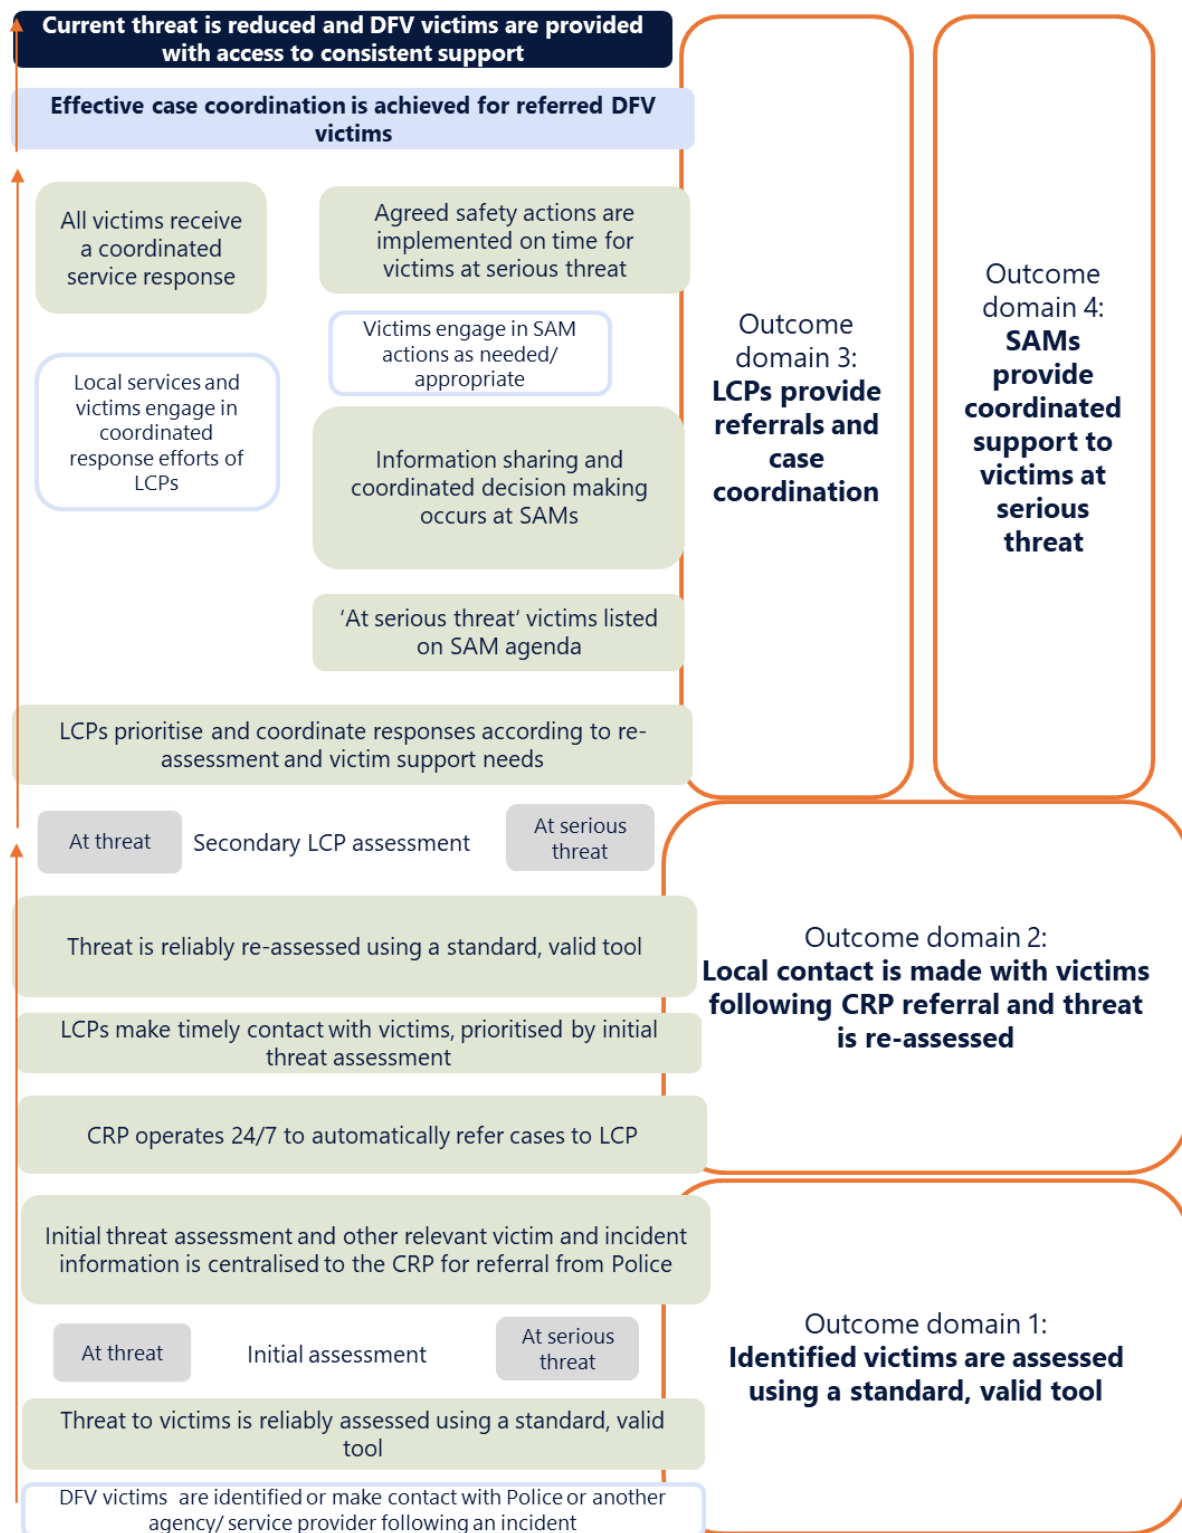 Current threat is reduced and DFV victims are provided
with access to consistent support
Effective case coordination is achieved for referred DFV
victims
All victims receive
a coordinated
service response
Agreed safety actions are
implemented on time for
victims at serious threat
Victims engage in SAM
actions as needed/
appropriate
Local services and
victims engage in
coordinated
response efforts of
LCPs
Information sharing and
coordinated decision making
occurs at SAMs
‘At serious threat’ victims listed
on SAM agenda
Outcome
domain 3:
LCPs provide
referrals and
case
coordination
Outcome
domain 4:
SAMs
provide
coordinated
support to
victims at
serious
threat
LCPs prioritise and coordinate responses according to re-
assessment and victim support needs
At threat
Secondary LCP assessment
At serious
threat
Threat is reliably re-assessed using a standard, valid tool
LCPs make timely contact with victims, prioritised by initial
threat assessment
CRP operates 24/7 to automatically refer cases to LCP
Outcome domain 2:
Local contact is made with victims
following CRP referral and threat
is re-assessed
Initial threat assessment and other relevant victim and incident
information is centralised to the CRP for referral from Police
At threat
Initial assessment
At serious
threat
Threat to victims is reliably assessed using a standard, valid
tool
DFV victims are identified or make contact with Police or another
agency/ service provider following an incident
Outcome domain 1:
Identified victims are assessed
using a standard, valid tool